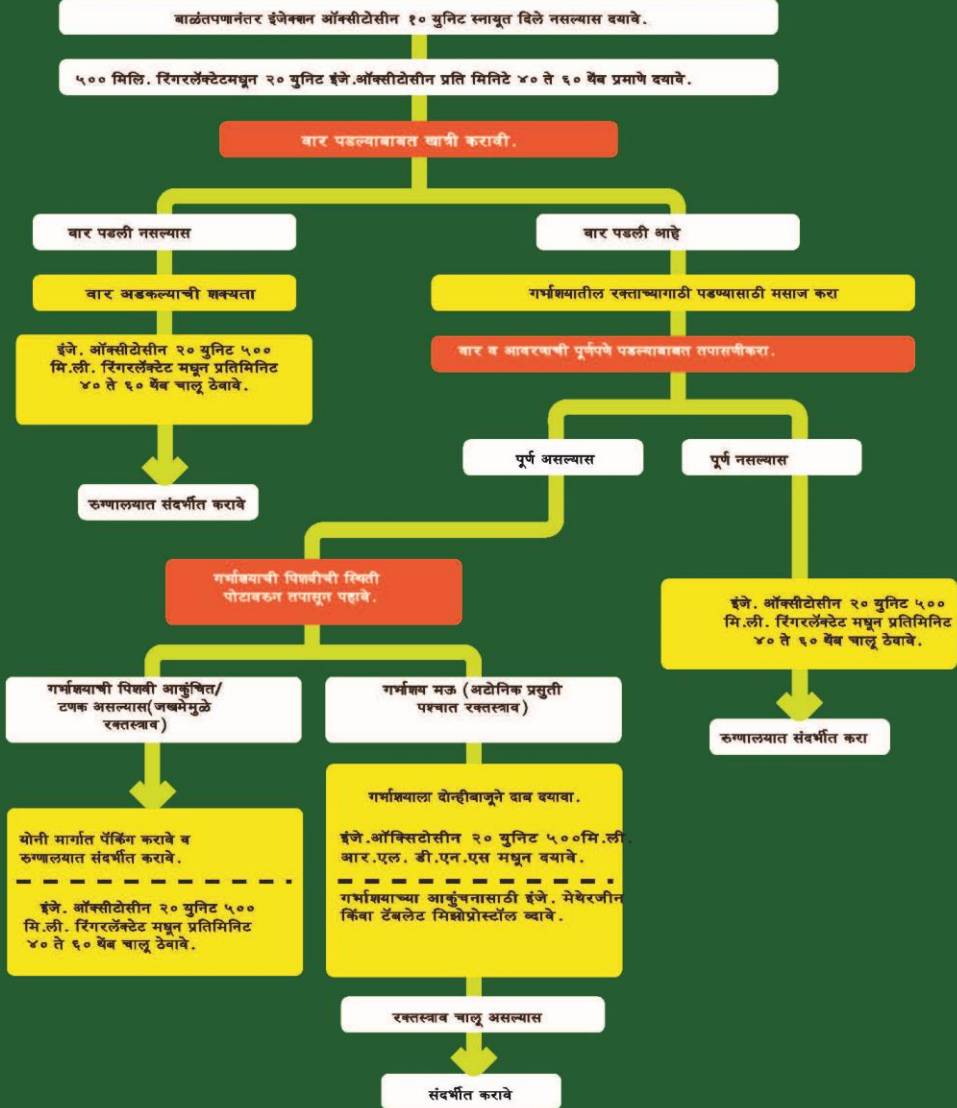 बाळंतपणानंतर इंजेक्शन ऑक्सीटोसीन १० युनिट स्नायूत दिले नसल्यास दयावे.
५०० मिलि. रिंगरलॅक्टेटमधून २० युनिट इंजे.ऑक्सीटोसीन प्रति मिनिटे ४० ते ६० थेंब प्रमाणे दयावे.
वार पडल्याबाबत खात्री करावी.
वार पडली नसल्यास
वार पडली आहे
वार अडकल्याची शक्यता
गर्भाशयातील रक्ताच्यागाठी पडण्यासाठी मसाज करा
इंजे. ऑक्सीटोसीन २० युनिट ५००
मि.ली. रिंगरलॅक्टेट मधून प्रतिमिनिट
४० ते ६० थेंब चालू ठेवावे.
वार व आवरणाची पूर्णपणे पडल्याबाबत तपासणीकरा.
पूर्ण असल्यास
पूर्ण नसल्यास
रुग्णालयात संदर्भीत करावे
गर्भाशयाची पिशवीची स्थिती
पोटावरुन तपासून पहावे.
इंजे. ऑक्सीटोसीन २० युनिट ५००
मि.ली. रिंगरलॅक्टेट मधून प्रतिमिनिट
४० ते ६० थेंब चालू ठेवावे.
गर्भाशयाची पिशवी आकुंचित/
टणक असल्यास(जखमेमुळे
रक्तस्त्राव)
गर्भाशय मऊ (अटोनिक प्रसुती
पश्चात रक्तस्त्राव)
रुग्णालयात संदर्भीत करा
योनी मार्गात पॅकिंग करावे व
रुग्णालयात संदर्भीत करावे.
इंजे. ऑक्सीटोसीन २० युनिट ५००
मि.ली. रिंगरलॅक्टेट मधून प्रतिमिनिट
४० ते ६० थेंब चालू ठेवावे.
गर्भाशयाला दोन्हीबाजूने दाब दयावा.
इंजे.ऑक्सिटोसीन २० युनिट ५००मि.ली.
आर.एल. डी.एन.एस मधून दयावे.
गर्भाशयाच्या आकुंचनासाठी इंजे. मेथेरजीन
किंवा टॅबलेट मिझोप्रोस्टॉल द्यावे.
रक्तस्त्राव चालू असल्यास
संदर्भीत करावे